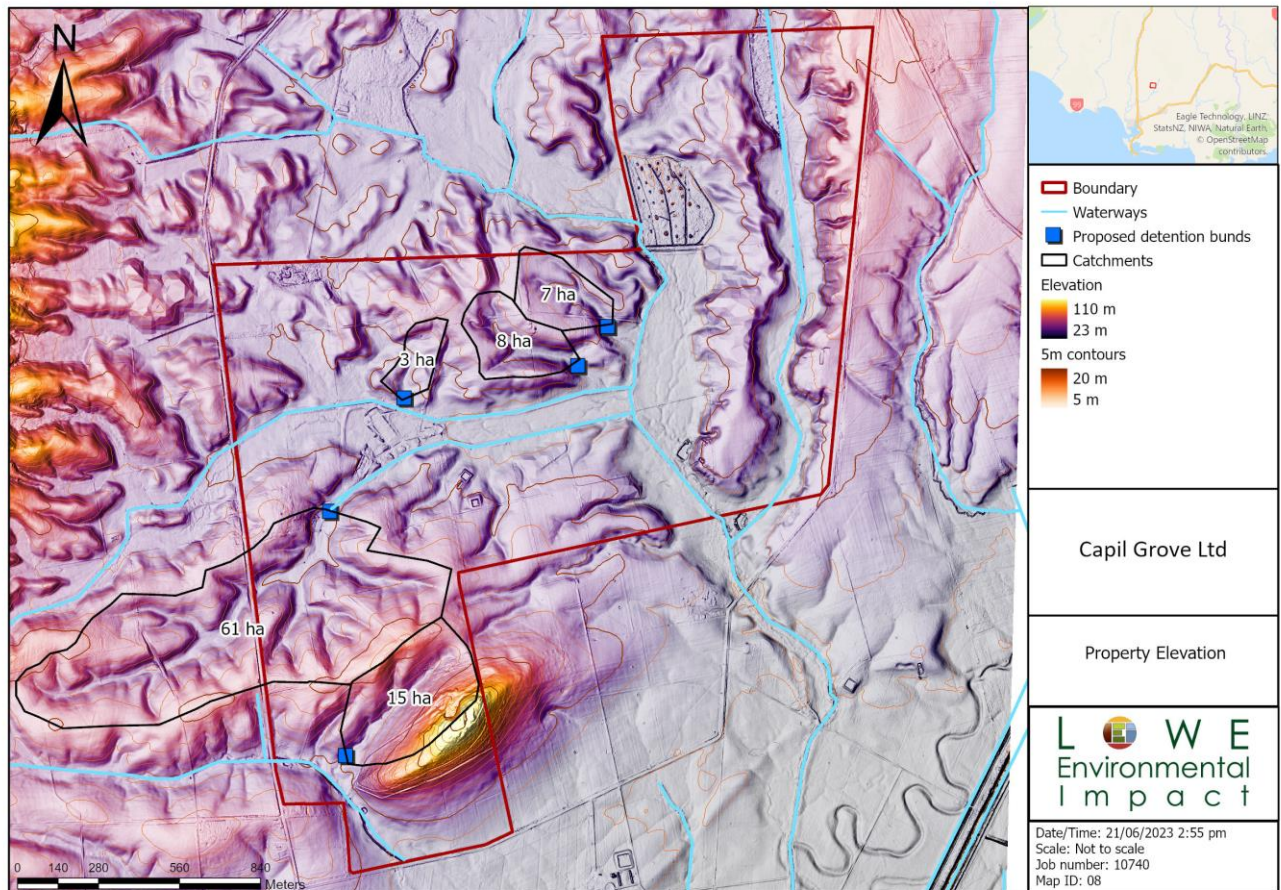 N
7 ha
8 ha
3 ha
61 ha
15 ha
0 140 280 560 840
Meters
Eagle Technology, LINZ,
StatsNZ, NIWA, Natural Earth,
© OpenStreetMap
contributors.
Boundary
Waterways
Proposed detention bunds
Catchments
Elevation
110 m
23 m
5m contours
20 m
5 m
Capil Grove Ltd
Property Elevation
LOWE
Environmental
Impact
Date/Time: 21/06/2023 2:55 pm
Scale: Not to scale
Job number: 10740
Map ID: 08